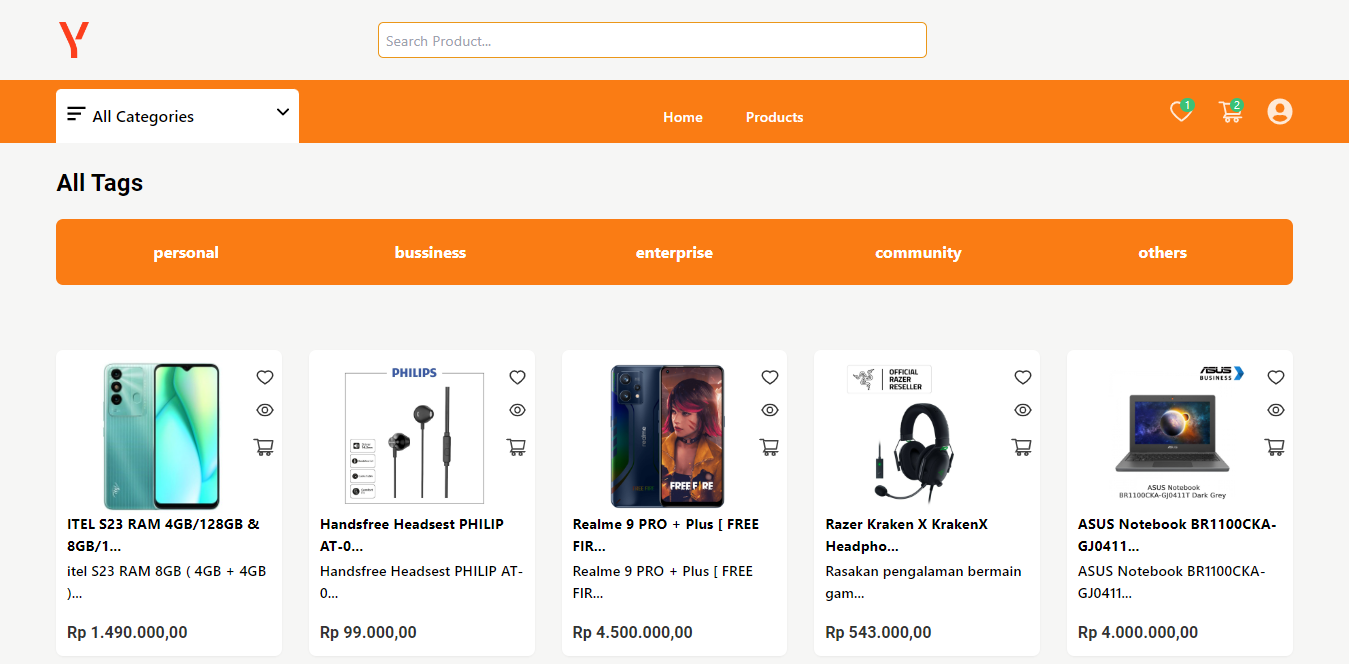 Y
Search Product...
All Categories
Home
Products
1
2
All Tags
personal
bussiness
enterprise
community
others
PHILIPS
realme
FREE FIRE
OFFICIAL
RAZER
RESELLER
ASUS
BUSINESS
ASUS Notebook
BR1100CKA-GJ0411T Dark Grey
ITEL S23 RAM 4GB/128GB &
8GB/1...
itel S23 RAM 8GB ( 4GB + 4GB
)...
Rp 1.490.000,00
Handsfree Headsest PHILIP
AT-0...
Handsfree Headsest PHILIP AT-
0...
Rp 99.000,00
Realme 9 PRO + Plus [ FREE
FIR...
Realme 9 PRO + Plus [ FREE
FIR...
Rp 4.500.000,00
Razer Kraken X KrakenX
Headpho...
Rasakan pengalaman bermain
gam...
Rp 543.000,00
ASUS Notebook BR1100CKA-
GJ0411...
ASUS Notebook BR1100CKA-
GJ0411...
Rp 4.000.000,00